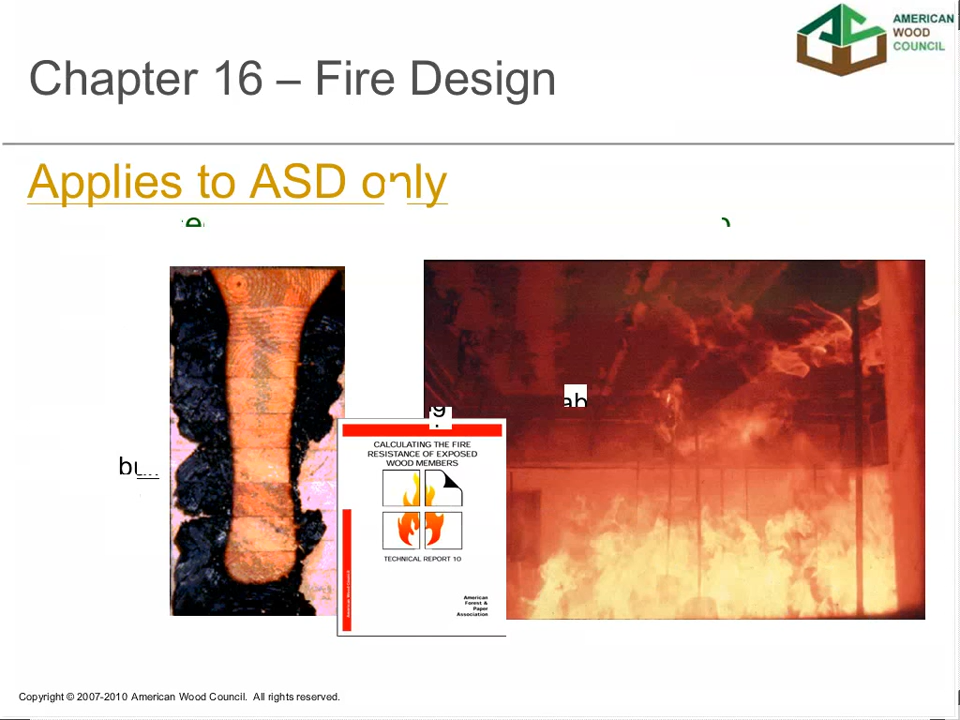 AMERICAN
WOOD
COUNCIL
Chapter 16 – Fire Design
Applies to ASD only
CALCULATING THE FIRE
RESISTANCE OF EXPOSED
WOOD MEMBERS
TECHNICAL REPORT 10
American
Forest &
Paper
Association
Copyright © 2007-2010 American Wood Council. All rights reserved.